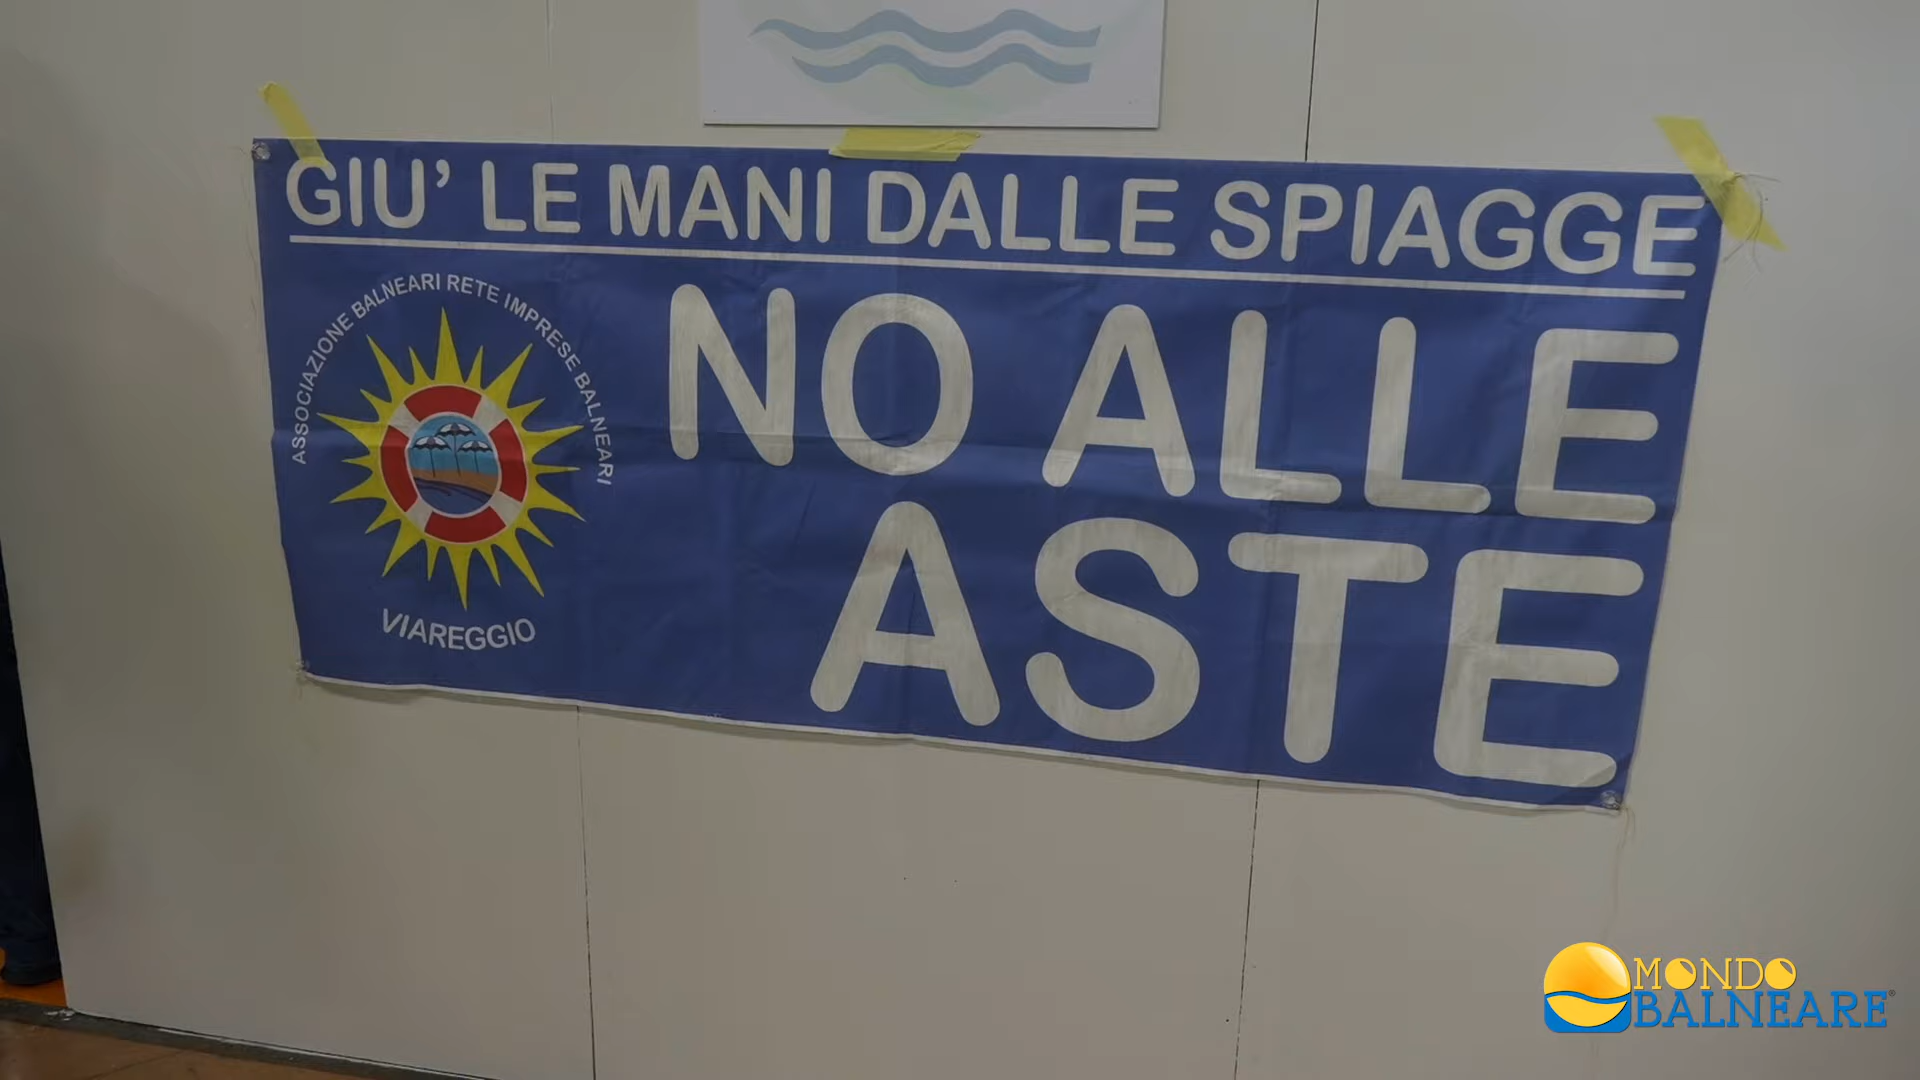 GIU' LE MANI DALLE SPIAGGE
ASSOCIAZIONE BALNEARI RETE IMPRESE BALNEARI
VIAREGGIO
NO ALLE
ASTE
MONDO
BALNEARE®